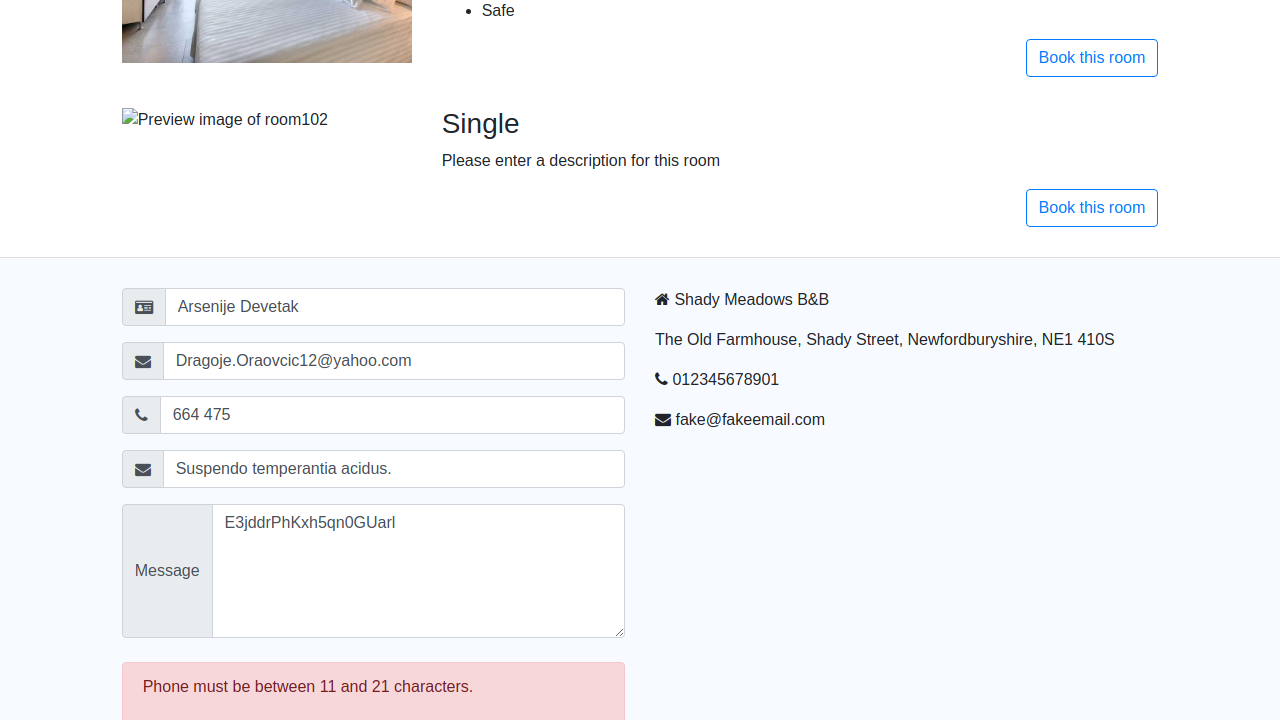 Safe
Book this room
Preview image of room102
Single
Please enter a description for this room
Book this room
Arsenije Devetak
Dragoje.Oraovcic12@yahoo.com
664 475
Suspendo temperantia acidus.
Message
E3jddrPhKxh5qn0GUarl
Phone must be between 11 and 21 characters.
Shady Meadows B&B
The Old Farmhouse, Shady Street, Newfordburyshire, NE1 410S
012345678901
fake@fakeemail.com